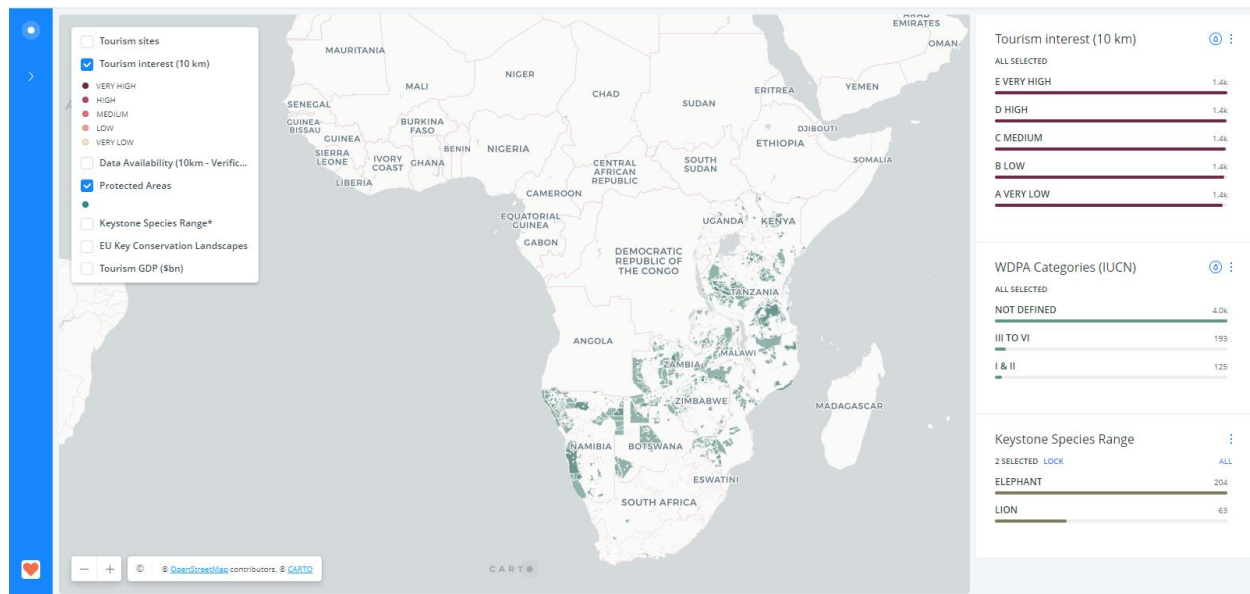 Tourism sites
Tourism interest (10 km)
VERY HIGH
HIGH
MEDIUM
LOW
VERY LOW
Data Availability (10km - Verific...
Protected Areas
Keystone Species Range*
EU Key Conservation Landscapes
Tourism GDP ($bn)
EMIRATES
OMAN
MAURITANIA
MALI
NIGER
CHAD
SUDAN
ERITREA
YEMEN
SENEGAL
GUINEA-
BISSAU
GUINEA
BURKINA
FASO
DJIBOUTI
SIERRA
LEONE
IVORY
COAST
GHANA
BENIN
NIGERIA
ETHIOPIA
SOMALIA
LIBERIA
CENTRAL
AFRICAN
REPUBLIC
SOUTH
SUDAN
CAMEROON
EQUATORIAL
GUINEA
UGANDA
KENYA
GABON
DEMOCRATIC
REPUBLIC OF
THE CONGO
TANZANIA
ANGOLA
ZAMBIA
MALAWI
ZIMBABWE
MADAGASCAR
NAMIBIA
BOTSWANA
ESWATINI
SOUTH AFRICA
CARTO
− +
© © OpenStreetMap contributors, © CARTO
Tourism interest (10 km)
ALL SELECTED
E VERY HIGH 1.4k
D HIGH 1.4k
C MEDIUM 1.4k
B LOW 1.4k
A VERY LOW 1.4k
WDPA Categories (IUCN)
ALL SELECTED
NOT DEFINED 4.0k
III TO VI 193
I & II 125
Keystone Species Range
2 SELECTED LOCK ALL
ELEPHANT 204
LION 63